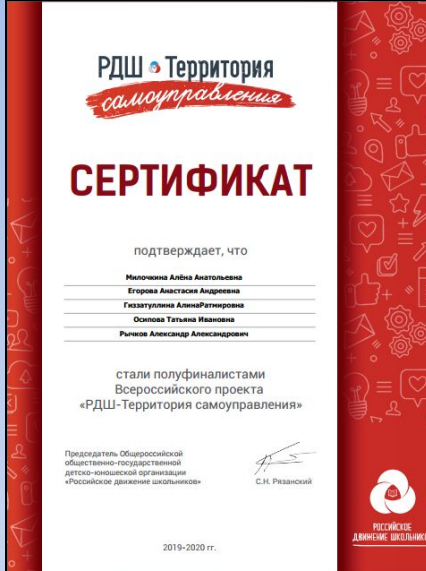 РДШ Территория
самоуправления
СЕРТИФИКАТ
подтверждает, что
Милочкина Алёна Анатольевна
Егорова Анастасия Андреевна
Гиззатуллина АлинаРатмировна
Осипова Татьяна Ивановна
Рычков Александр Александрович
стали полуфиналистами
Всероссийского проекта
«РДШ-Территория самоуправления»
Председатель Общероссийской
общественно-государственной
детско-юношеской организации
«Российское движение школьников»
С.Н. Рязанский
РОССИЙСКОЕ
ДВИЖЕНИЕ ШКОЛЬНИКОВ
2019-2020 гг.